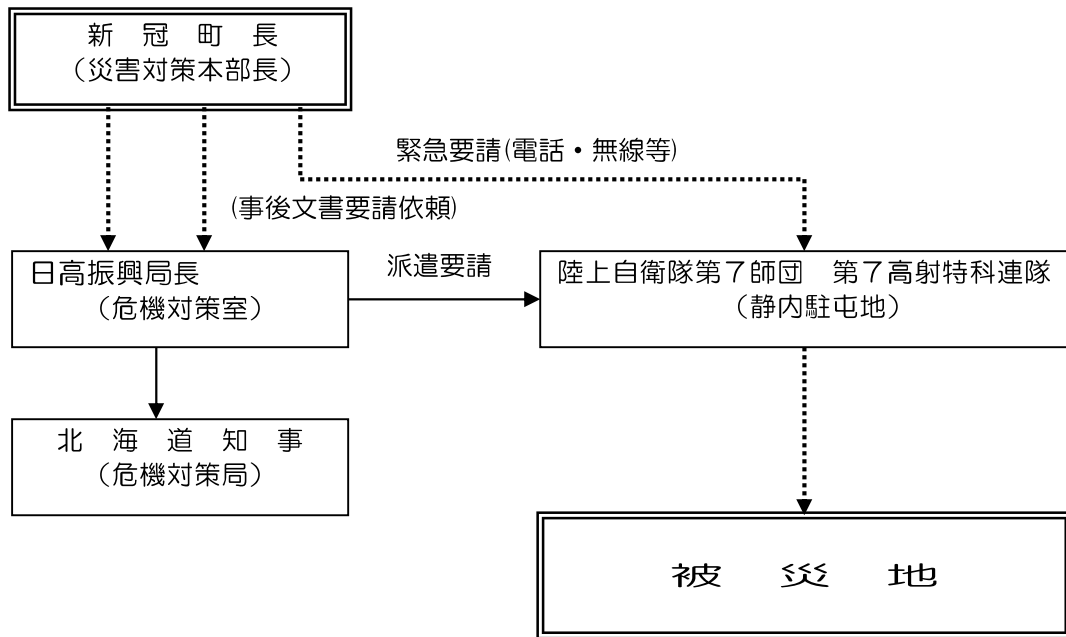 新　冠　町　長
（災害対策本部長）
緊急要請(電話・無線等)
(事後文書要請依頼)
日高振興局長
（危機対策室）
派遣要請
陸上自衛隊第７師団　第７高射特科連隊
（静内駐屯地）
北　海　道　知　事
（危機対策局）
被　災　地